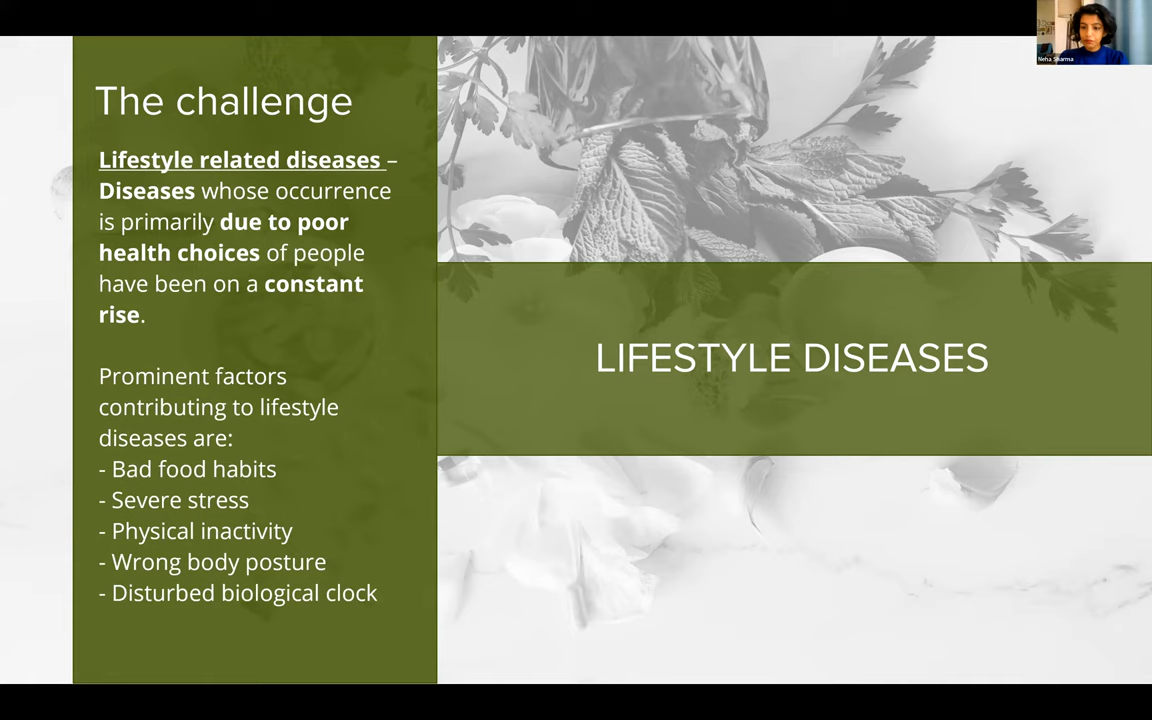 The challenge
Lifestyle related diseases –
Diseases whose occurrence
is primarily due to poor
health choices of people
have been on a constant
rise.
Prominent factors
contributing to lifestyle
diseases are:
- Bad food habits
- Severe stress
- Physical inactivity
- Wrong body posture
- Disturbed biological clock
LIFESTYLE DISEASES
Neha Sharma